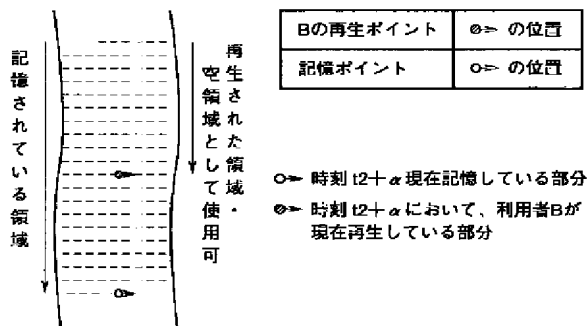 記憶されている領域
再生された領域・
空領域として使用可
Bの再生ポイント の位置
記憶ポイント の位置
時刻 t2+α現在記憶している部分
時刻 t2+αにおいて、利用者Bが
現在再生している部分